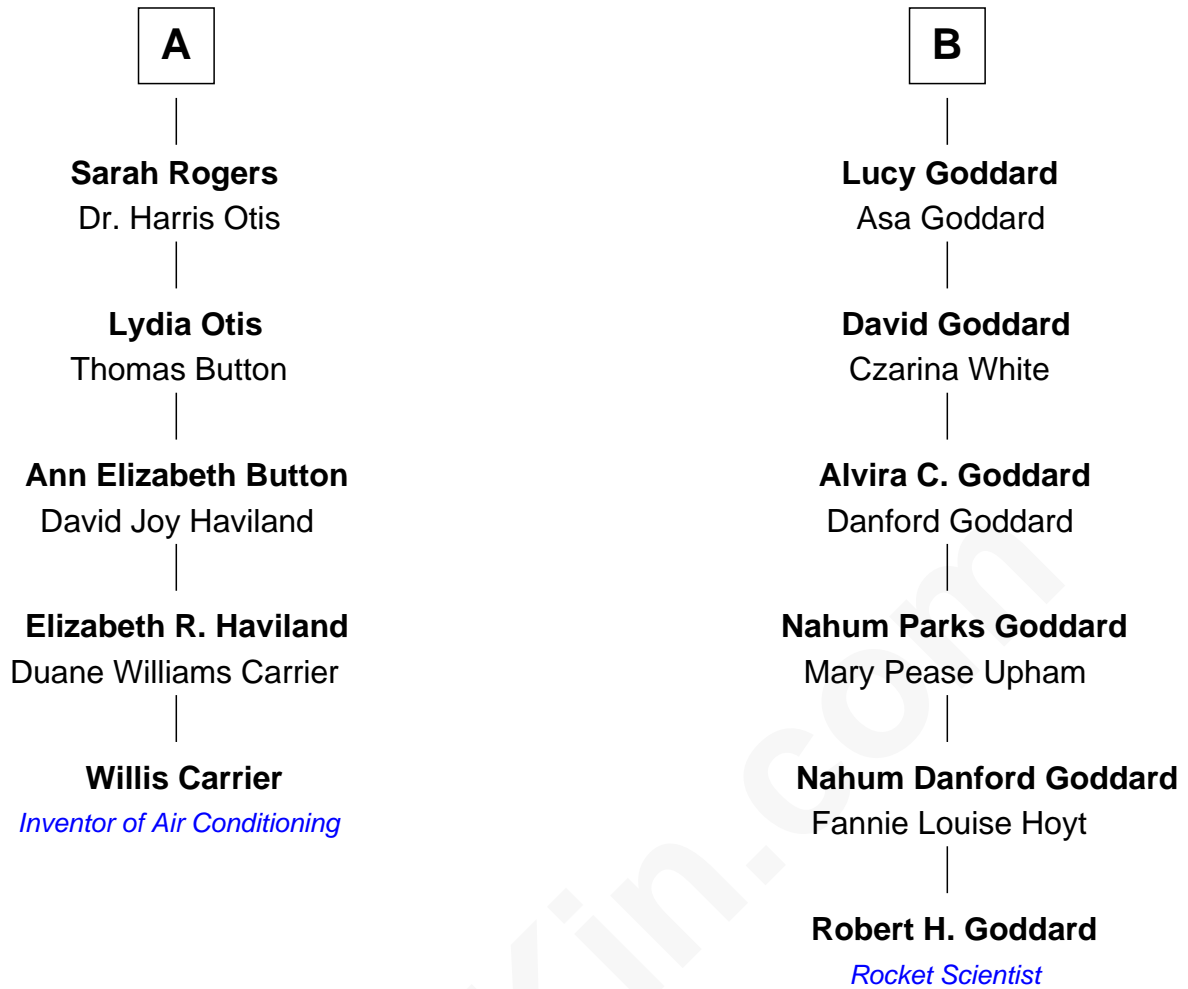 A
Sarah Rogers
Dr. Harris Otis
Lydia Otis
Thomas Button
Ann Elizabeth Button
David Joy Haviland
Elizabeth R. Haviland
Duane Williams Carrier
Willis Carrier
Inventor of Air Conditioning
B
Lucy Goddard
Asa Goddard
David Goddard
Czarina White
Alvira C. Goddard
Danford Goddard
Nahum Parks Goddard
Mary Pease Upham
Nahum Danford Goddard
Fannie Louise Hoyt
Robert H. Goddard
Rocket Scientist
Kin.com